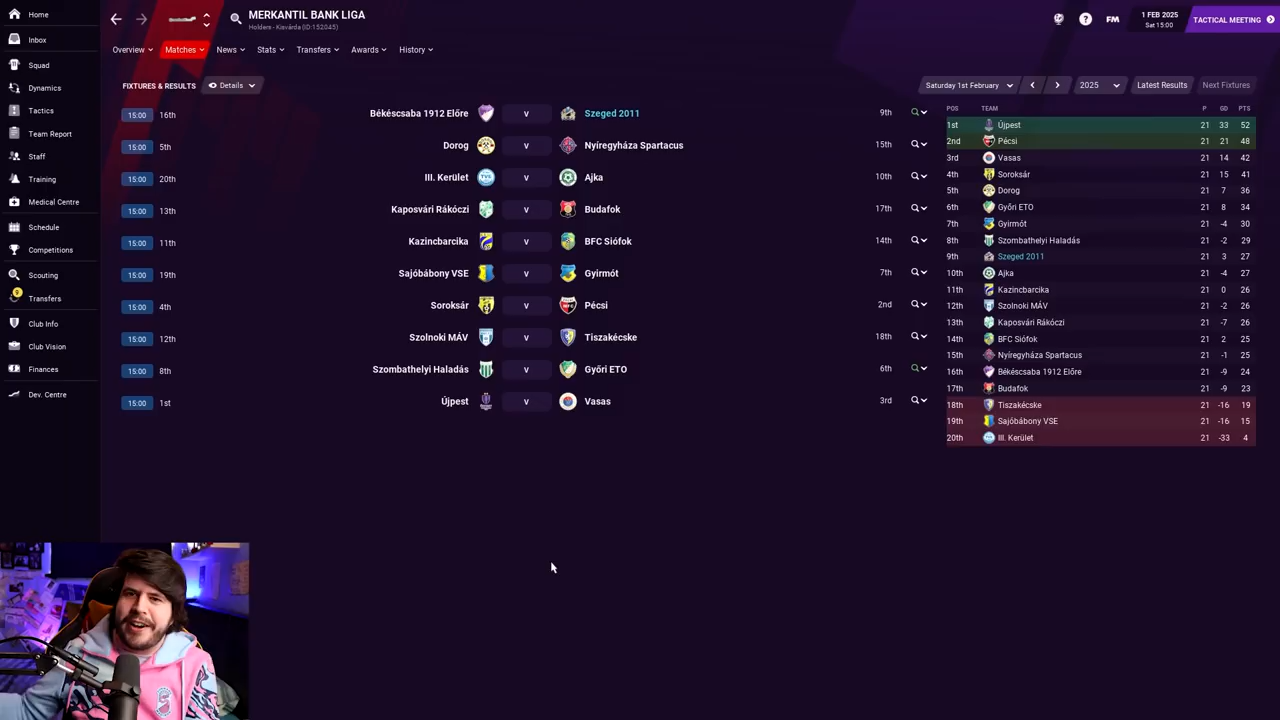 Home
Inbox
Squad
Dynamics
Tactics
Team Report
Staff
Training
Medical Centre
Schedule
Competitions
Scouting
9
Transfers
Club Info
Club Vision
Finances
Dev. Centre
MERKANTIL BANK LIGA
Holders - Kisvárda (ID:152045)
? FM 1 FEB 2025 Sat 15:00 TACTICAL MEETING
Overview Matches News Stats Transfers Awards History
FIXTURES & RESULTS Details Saturday 1st February 2025 Latest Results Next Fixtures
15:00 16th Békéscsaba 1912 Előre v Szeged 2011 9th
15:00 5th Dorog v Nyíregyháza Spartacus 15th
15:00 20th III. Kerület v Ajka 10th
15:00 13th Kaposvári Rákóczi v Budafok 17th
15:00 11th Kazincbarcika v BFC Siófok 14th
15:00 19th Sajóbábony VSE v Gyirmót 7th
15:00 4th Soroksár v Pécsi 2nd
15:00 12th Szolnoki MÁV v Tiszakécske 18th
15:00 8th Szombathelyi Haladás v Győri ETO 6th
15:00 1st Újpest v Vasas 3rd
POS TEAM P GD PTS
1st Újpest 21 33 52
2nd Pécsi 21 21 48
3rd Vasas 21 14 42
4th Soroksár 21 15 41
5th Dorog 21 7 36
6th Győri ETO 21 8 34
7th Gyirmót 21 -4 30
8th Szombathelyi Haladás 21 -2 29
9th Szeged 2011 21 3 27
10th Ajka 21 -4 27
11th Kazincbarcika 21 0 26
12th Szolnoki MÁV 21 -2 26
13th Kaposvári Rákóczi 21 -7 26
14th BFC Siófok 21 2 25
15th Nyíregyháza Spartacus 21 -1 25
16th Békéscsaba 1912 Előre 21 -9 24
17th Budafok 21 -9 23
18th Tiszakécske 21 -16 19
19th Sajóbábony VSE 21 -16 15
20th III. Kerület 21 -33 4